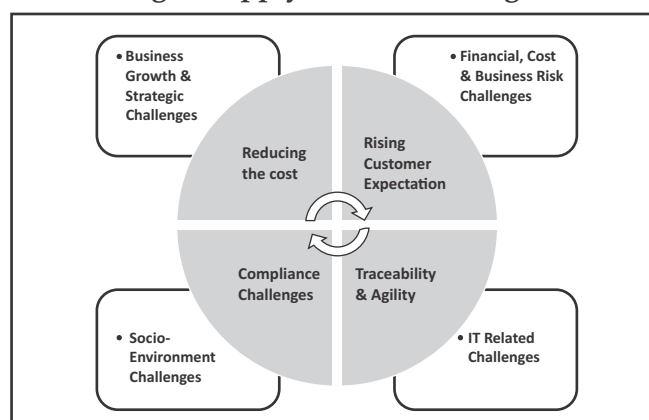 • Business
Growth &
Strategic
Challenges
• Financial, Cost
& Business Risk
Challenges
Reducing
the cost
Rising
Customer
Expectation
Compliance
Challenges
Traceability
& Agility
• Socio-
Environment
Challenges
• IT Related
Challenges